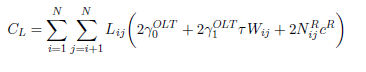 $C_L = \sum_{i=1}^{N} \sum_{j=i+1}^{N} L_{ij} \left( 2\gamma_0^{OLT} + 2\gamma_1^{OLT} \tau W_{ij} + 2N_{ij}^{R} c^{R} \right)$